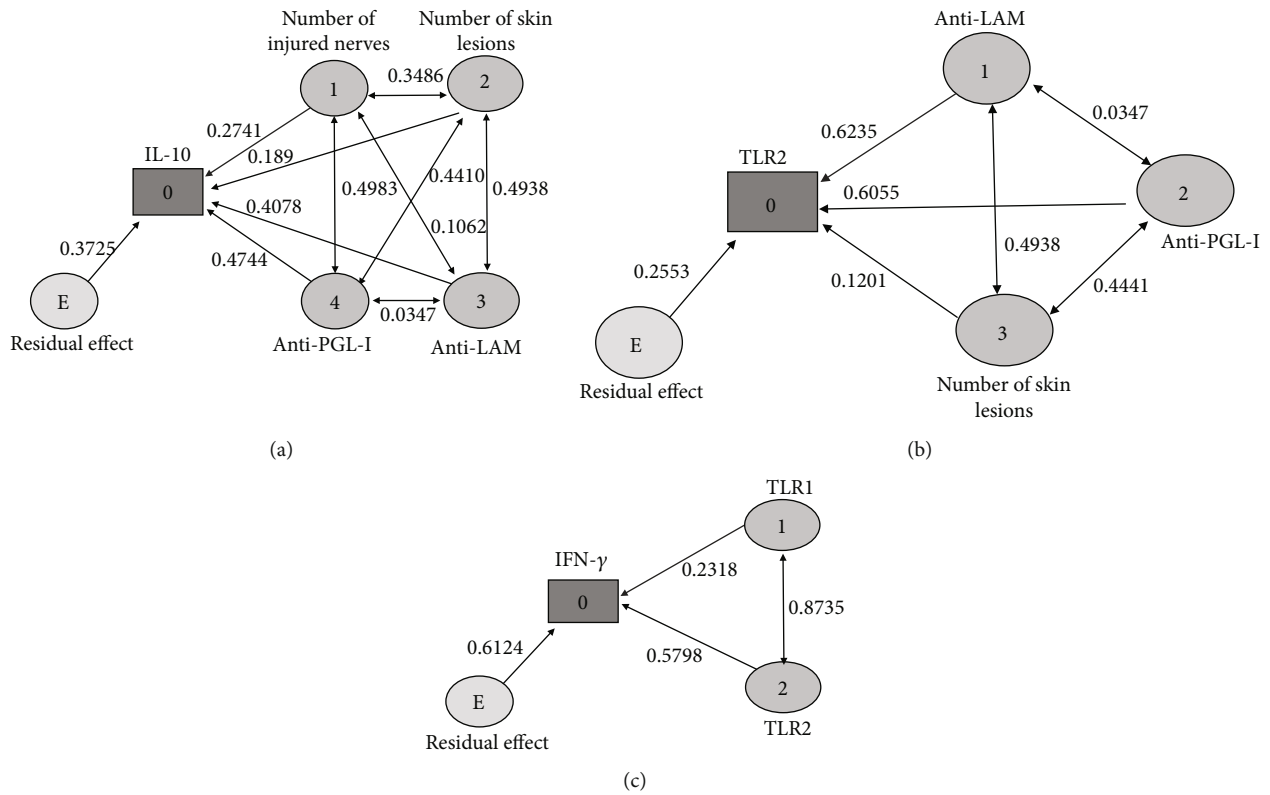 Number of
injured nerves
Number of skin
lesions
1
2
0.3486
0.2741
0.189
IL-10
0
0.4983
0.4410
0.4938
0.4078
0.1062
0.3725
0.4744
E
4
3
0.0347
Residual effect
Anti-PGL-I
Anti-LAM
(a)
Anti-LAM
1
0.0347
0.6235
TLR2
0
0.6055
2
Anti-PGL-I
0.4938
0.2553
0.1201
0.4441
E
3
Residual effect
Number of skin
lesions
(b)
TLR1
1
IFN-γ
0
0.2318
0.8735
0.6124
0.5798
E
2
Residual effect
TLR2
(c)